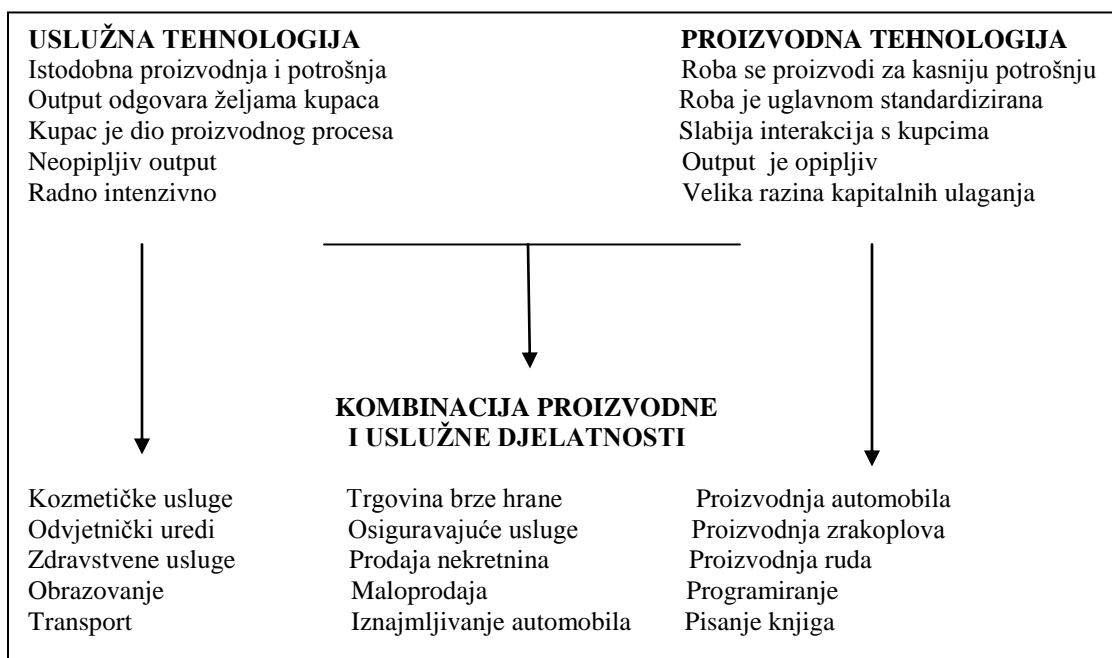 USLUŽNA TEHNOLOGIJA
Istodobna proizvodnja i potrošnja
Output odgovara željama kupaca
Kupac je dio proizvodnog procesa
Neopipljiv output
Radno intenzivno
PROIZVODNA TEHNOLOGIJA
Roba se proizvodi za kasniju potrošnju
Roba je uglavnom standardizirana
Slabija interakcija s kupcima
Output je opipljiv
Velika razina kapitalnih ulaganja
KOMBINACIJA PROIZVODNE
I USLUŽNE DJELATNOSTI
Kozmetičke usluge
Odvjetnički uredi
Zdravstvene usluge
Obrazovanje
Transport
Trgovina brze hrane
Osiguravajuće usluge
Prodaja nekretnina
Maloprodaja
Iznajmljivanje automobila
Proizvodnja automobila
Proizvodnja zrakoplova
Proizvodnja ruda
Programiranje
Pisanje knjiga